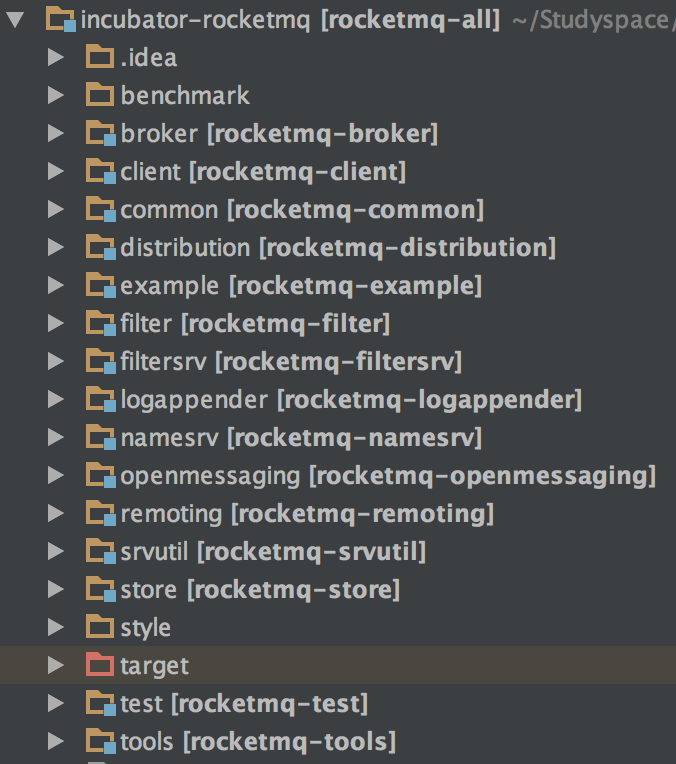 incubator-rocketmq [rocketmq-all] ~/Studyspace/
.idea
benchmark
broker [rocketmq-broker]
client [rocketmq-client]
common [rocketmq-common]
distribution [rocketmq-distribution]
example [rocketmq-example]
filter [rocketmq-filter]
filtersrv [rocketmq-filtersrv]
logappender [rocketmq-logappender]
namesrv [rocketmq-namesrv]
openmessaging [rocketmq-openmessaging]
remoting [rocketmq-remoting]
srvutil [rocketmq-srvutil]
store [rocketmq-store]
style
target
test [rocketmq-test]
tools [rocketmq-tools]